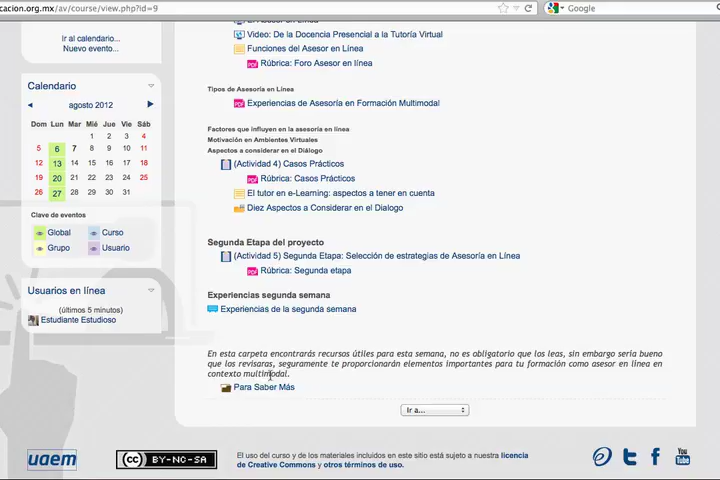 cacion.org.mx/av/course/view.php?id=9
Google
Ir al calendario...
Nuevo evento...
Calendario
agosto 2012
Dom Lun Mar Mié Jue Vie Sáb
1 2 3 4
5 6 7 8 9 10 11
12 13 14 15 16 17 18
19 20 21 22 23 24 25
26 27 28 29 30 31
Clave de eventos
Global
Curso
Grupo
Usuario
Usuarios en línea
(últimos 5 minutos)
Estudiante Estudioso
Video: De la Docencia Presencial a la Tutoría Virtual
Funciones del Asesor en Línea
PDF Rúbrica: Foro Asesor en línea
Tipos de Asesoría en Línea
PDF Experiencias de Asesoría en Formación Multimodal
Factores que influyen en la asesoria en linea
Motivación en Ambientes Virtuales
Aspectos a considerar en el Diálogo
(Actividad 4) Casos Prácticos
PDF Rúbrica: Casos Prácticos
El tutor en e-Learning: aspectos a tener en cuenta
Diez Aspectos a Considerar en el Dialogo
Segunda Etapa del proyecto
(Actividad 5) Segunda Etapa: Selección de estrategias de Asesoría en Línea
PDF Rúbrica: Segunda etapa
Experiencias segunda semana
Experiencias de la segunda semana
En esta carpeta encontrarás recursos útiles para esta semana, no es obligatorio que los leas, sin embargo seria bueno
que los revisaras, seguramente te proporcionarán elementos importantes para tu formación como asesor en linea en
contexto multimodal.
Para Saber Más
Ir a...
uaem
cc BY-NC-SA
El uso del curso y de los materiales incluidos en este sitio está sujeto a nuestra licencia
de Creative Commons y otros términos de uso.
You
Tube